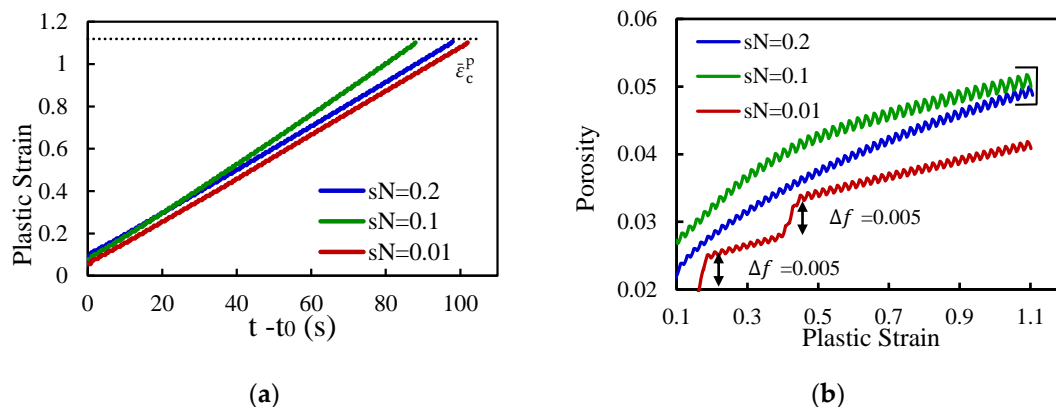 1.2
1
0.8
0.6
0.4
0.2
0
Plastic Strain
ε̄ᵖc
sN=0.2
sN=0.1
sN=0.01
0 20 40 60 80 100
t -t0 (s)
(a)
0.06
0.05
0.04
0.03
0.02
Porosity
sN=0.2
sN=0.1
sN=0.01
Δf =0.005
Δf =0.005
0.1 0.3 0.5 0.7 0.9 1.1
Plastic Strain
(b)